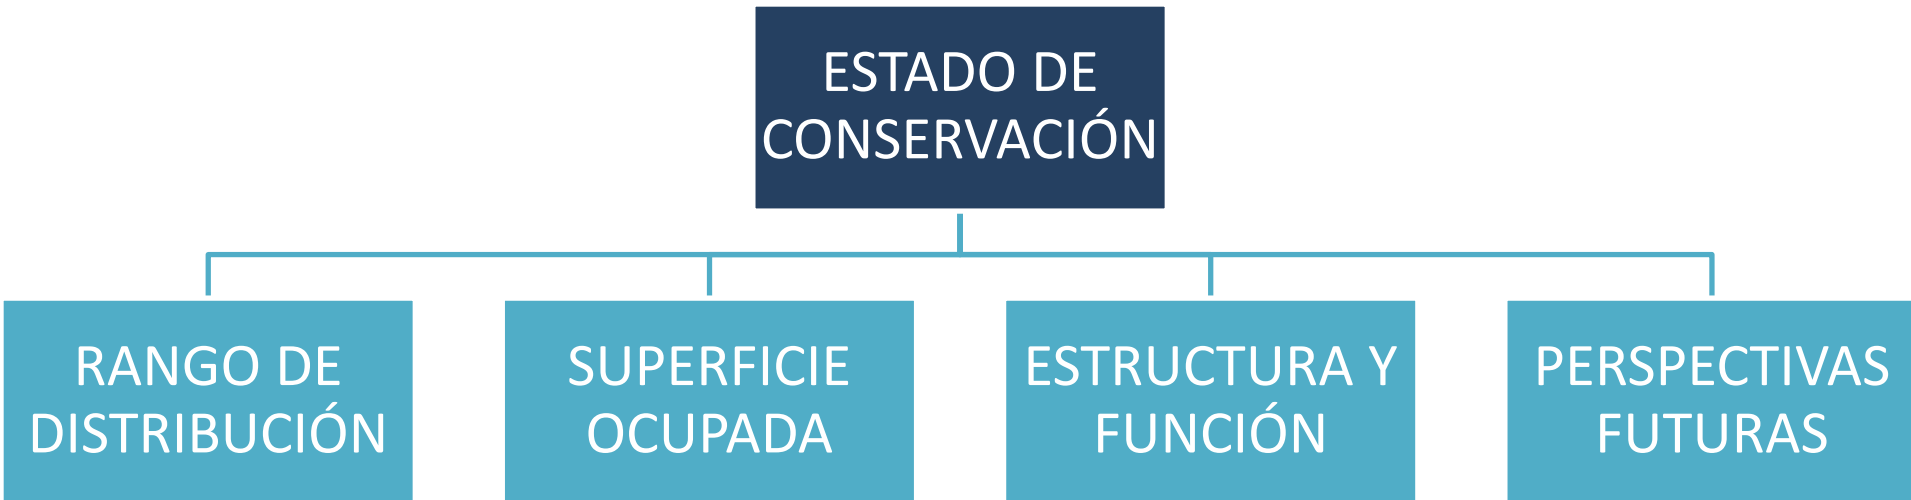 ESTADO DE
CONSERVACIÓN
RANGO DE
DISTRIBUCIÓN
SUPERFICIE
OCUPADA
ESTRUCTURA Y
FUNCIÓN
PERSPECTIVAS
FUTURAS